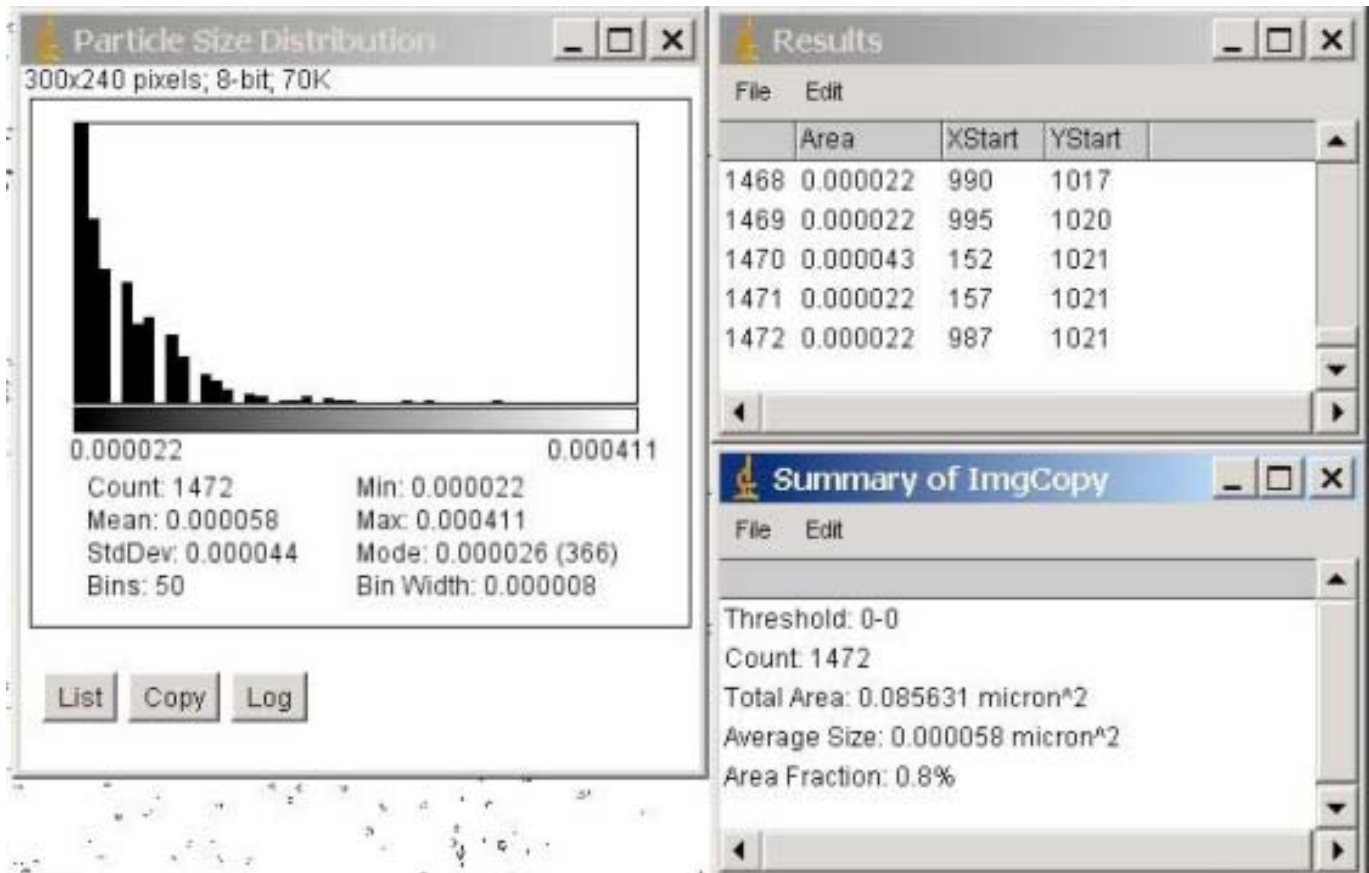 Particle Size Distribution
300x240 pixels; 8-bit; 70K
0.000022 0.000411
Count: 1472 Min: 0.000022
Mean: 0.000058 Max: 0.000411
StdDev: 0.000044 Mode: 0.000026 (366)
Bins: 50 Bin Width: 0.000008
List Copy Log
Results
File Edit
Area XStart YStart
1468 0.000022 990 1017
1469 0.000022 995 1020
1470 0.000043 152 1021
1471 0.000022 157 1021
1472 0.000022 987 1021
Summary of ImgCopy
File Edit
Threshold: 0-0
Count: 1472
Total Area: 0.085631 micron^2
Average Size: 0.000058 micron^2
Area Fraction: 0.8%